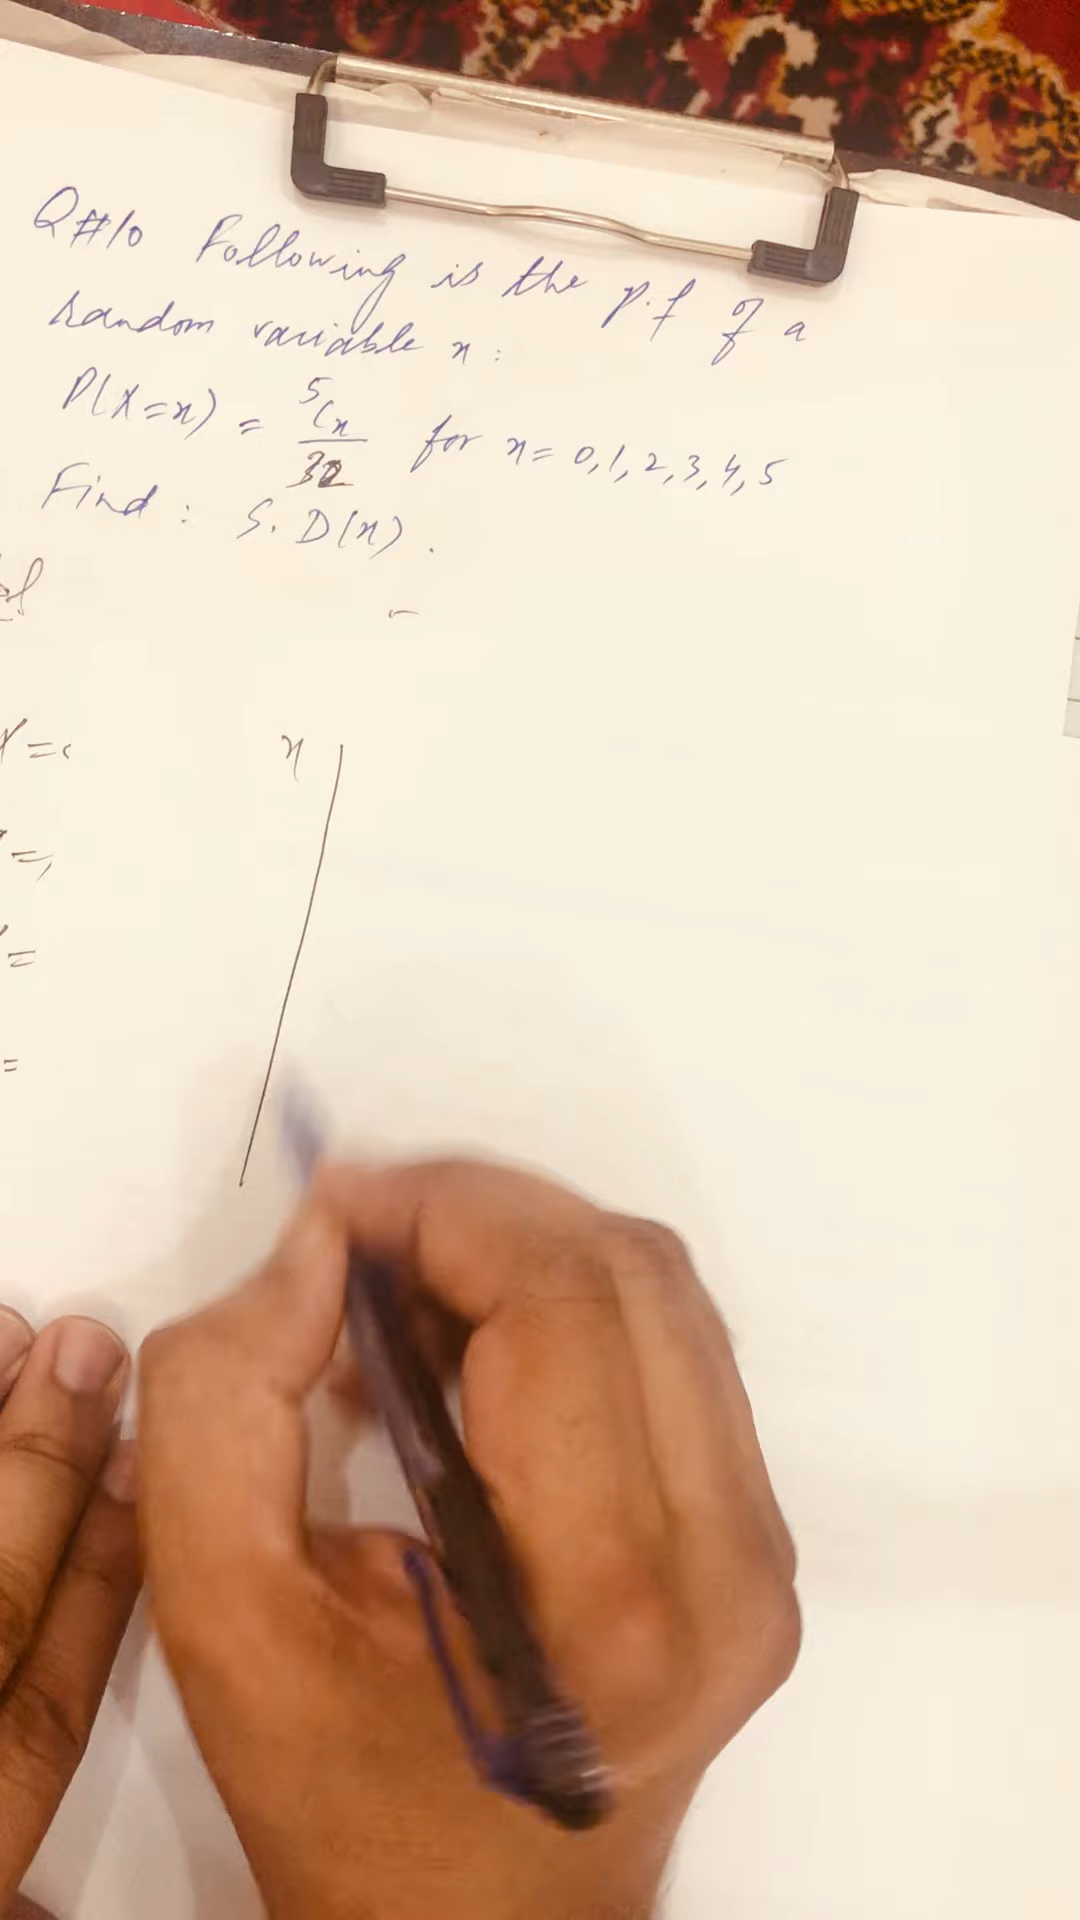 Q#10 Following is the p.f of a
random variable x:
P(X=x) = ⁵Cx/32 for x= 0,1,2,3,4,5
Find : S.D(x).
X=
x
=
=
=